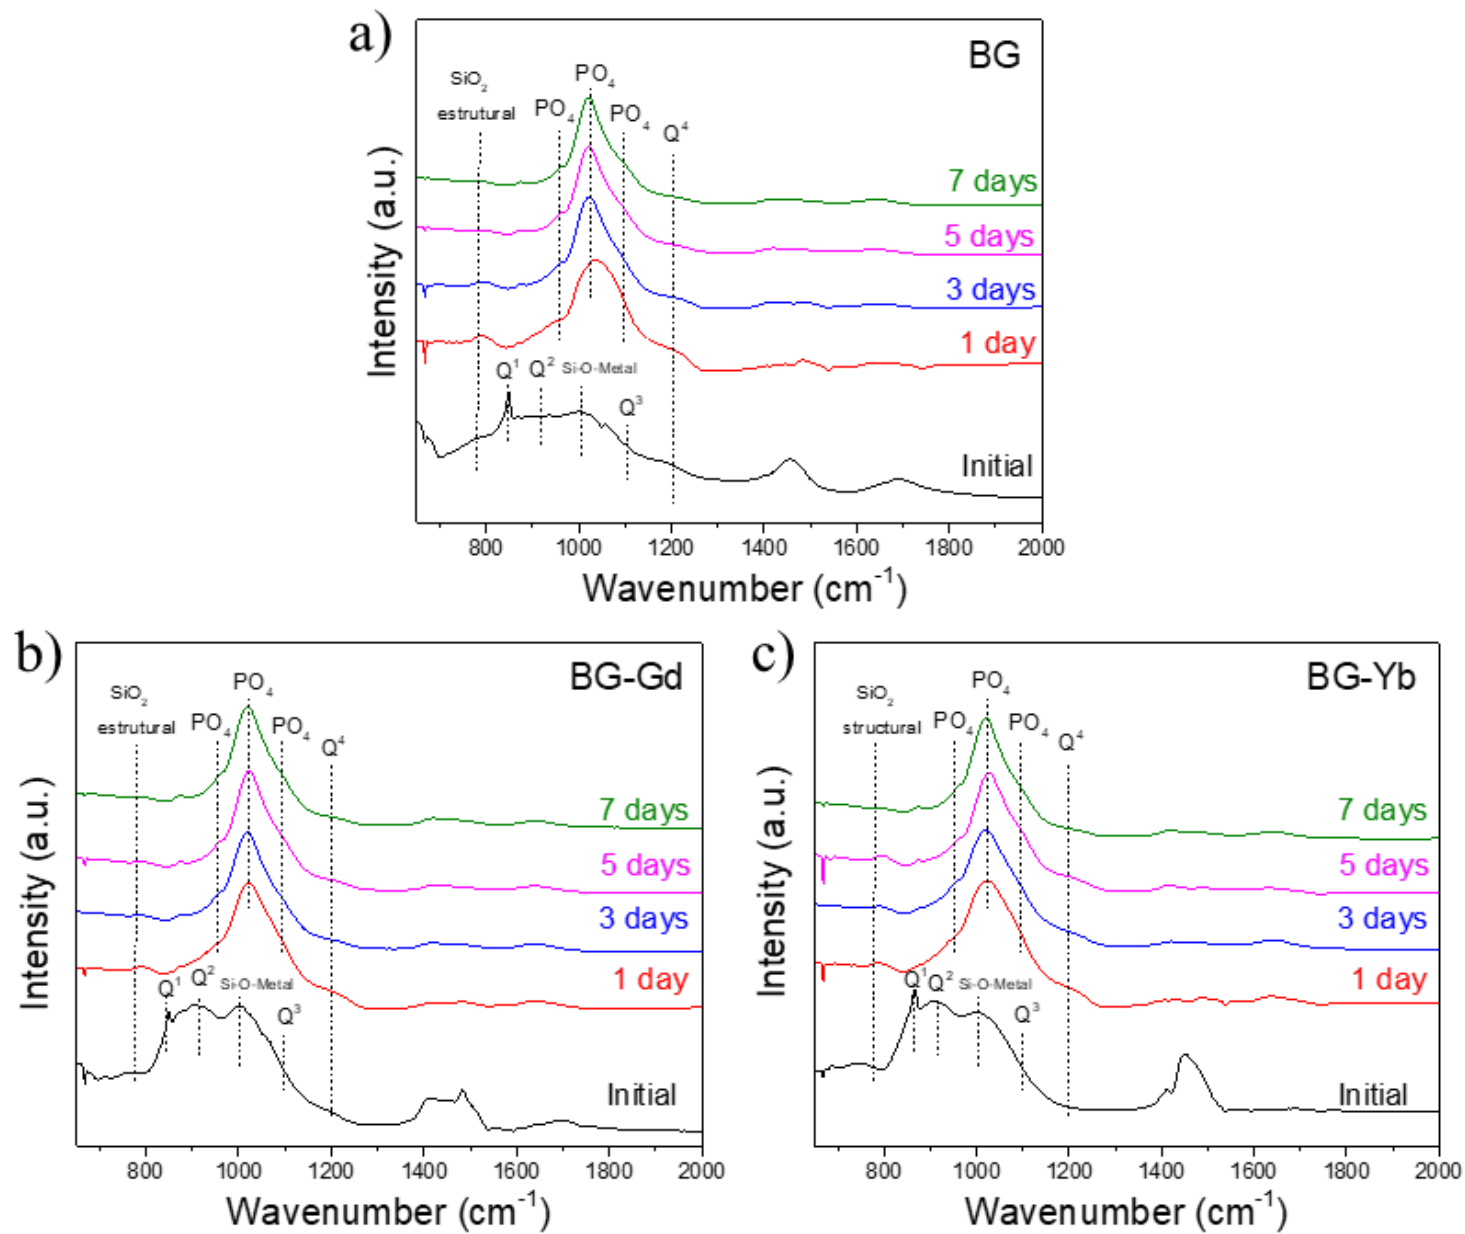 a)
BG
SiO2
estrutural
PO4
PO4
PO4
Q4
7 days
5 days
3 days
1 day
Q1
Q2
Si-O-Metal
Q3
Initial
Intensity (a.u.)
800 1000 1200 1400 1600 1800 2000
Wavenumber (cm-1)
b)
BG-Gd
SiO2
estrutural
PO4
PO4
PO4
Q4
7 days
5 days
3 days
1 day
Q1
Q2
Si-O-Metal
Q3
Initial
Intensity (a.u.)
800 1000 1200 1400 1600 1800 2000
Wavenumber (cm-1)
c)
BG-Yb
SiO2
structural
PO4
PO4
PO4
Q4
7 days
5 days
3 days
1 day
Q1
Q2
Si-O-Metal
Q3
Initial
Intensity (a.u.)
800 1000 1200 1400 1600 1800 2000
Wavenumber (cm-1)